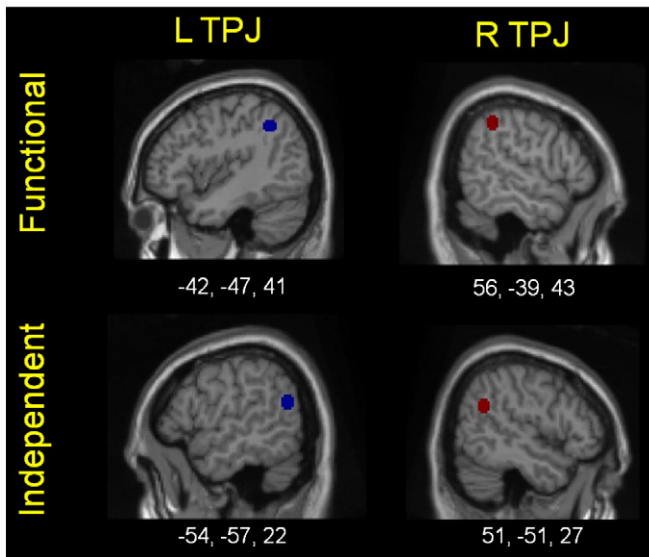 L TPJ
R TPJ
Functional
-42, -47, 41
56, -39, 43
Independent
-54, -57, 22
51, -51, 27